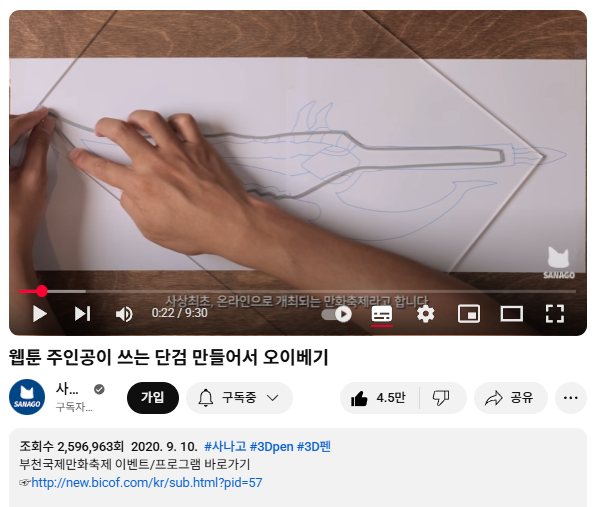 SANAGO
사상최초, 온라인으로 개최되는 만화축제라고 합니다
0:22 / 9:30
웹툰 주인공이 쓰는 단검 만들어서 오이베기
SANAGO
사...
구독자...
가입
구독중
4.5만
공유
조회수 2,596,963회 2020. 9. 10. #사나고 #3Dpen #3D펜
부천국제만화축제 이벤트/프로그램 바로가기
☞http://new.bicof.com/kr/sub.html?pid=57